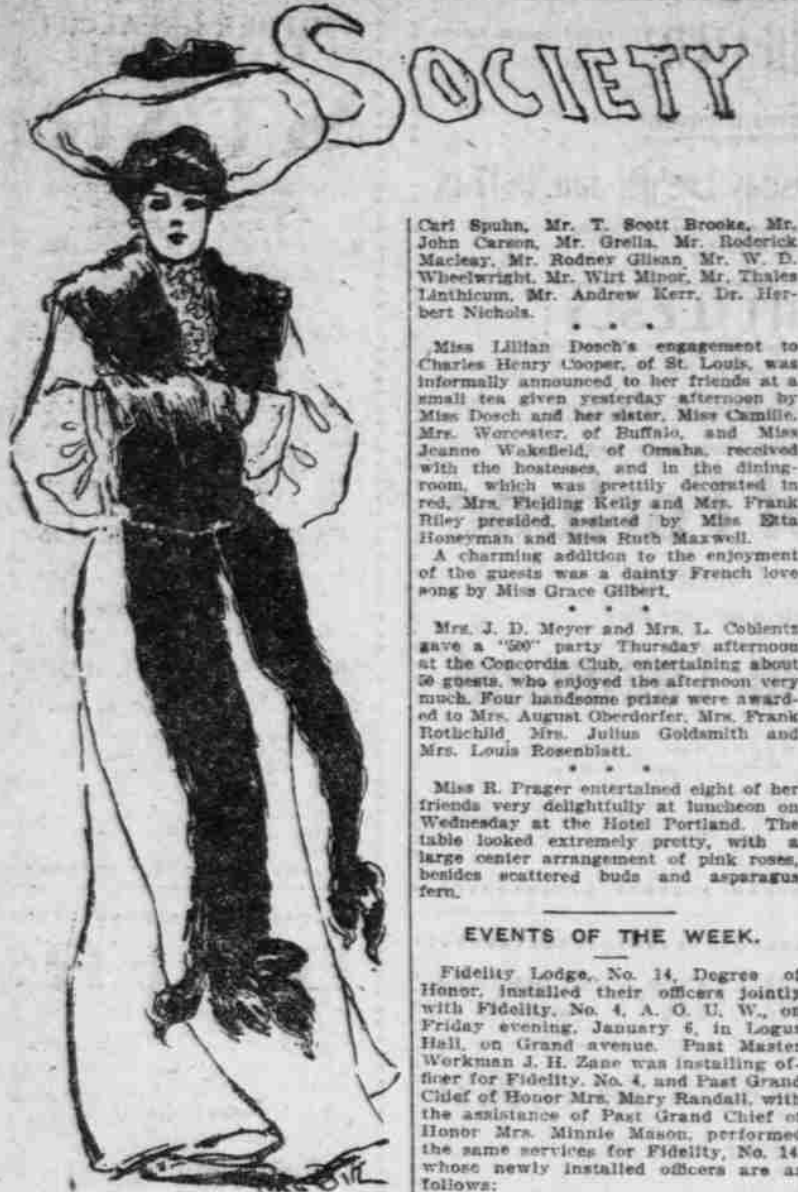 SOCIETY
Carl Spuhn, Mr. T. Scott Brooke, Mr.
John Carson, Mr. Grella, Mr. Roderick
Macleay, Mr. Rodney Glisan, Mr. W. D.
Wheelwright, Mr. Wirt Minor, Mr. Thales
Linthicum, Mr. Andrew Kerr, Dr. Her-
bert Nichols.
* * *
Miss Lillian Dosch's engagement to
Charles Henry Cooper, of St. Louis, was
informally announced to her friends at a
small tea given yesterday afternoon by
Miss Dosch and her sister, Miss Camille.
Mrs. Worcester, of Buffalo, and Miss
Jeanne Wakefield, of Omaha, received
with the hostesses, and in the dining-
room, which was prettily decorated in
red, Mrs. Fielding Kelly and Mrs. Frank
Riley presided, assisted by Miss Etta
Honeyman and Miss Ruth Maxwell.
A charming addition to the enjoyment
of the guests was a dainty French love
song by Miss Grace Gilbert.
* * *
Mrs. J. D. Meyer and Mrs. L. Coblentz
gave a "500" party Thursday afternoon
at the Concordia Club, entertaining about
50 guests, who enjoyed the afternoon very
much. Four handsome prizes were award-
ed to Mrs. August Oberdorfer, Mrs. Frank
Rothchild, Mrs. Julius Goldsmith and
Mrs. Louis Rosenblatt.
* * *
Miss R. Prager entertained eight of her
friends very delightfully at luncheon on
Wednesday at the Hotel Portland. The
table looked extremely pretty, with a
large center arrangement of pink roses,
besides scattered buds and asparagus
fern.
EVENTS OF THE WEEK.
Fidelity Lodge, No. 14, Degree of
Honor, installed their officers jointly
with Fidelity, No. 4, A. O. U. W., on
Friday evening, January 6, in Logus
Hall, on Grand avenue. Past Master
Workman J. H. Zane was installing of-
ficer for Fidelity, No. 4, and Past Grand
Chief of Honor Mrs. Mary Randall, with
the assistance of Past Grand Chief of
Honor Mrs. Minnie Mason, performed
the same services for Fidelity, No. 14,
whose newly installed officers are as
follows: